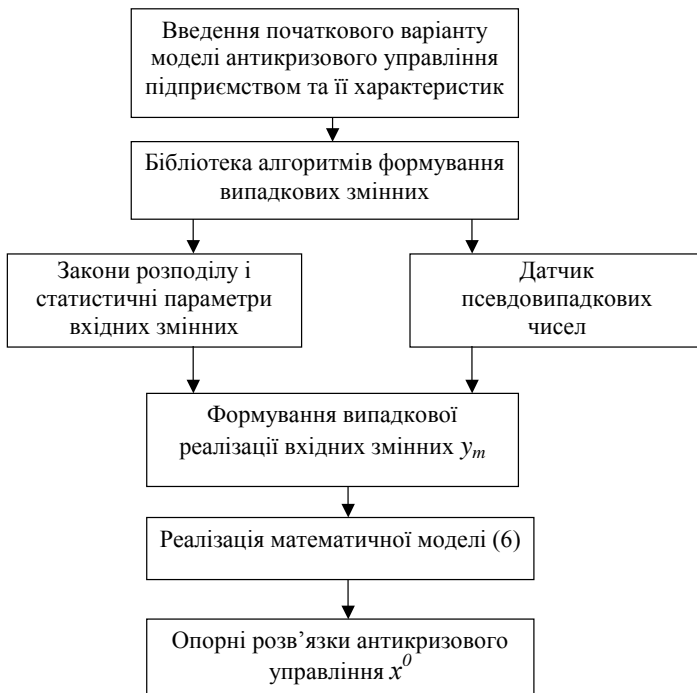 Введення початкового варіанту
моделі антикризового управління
підприємством та її характеристик
Бібліотека алгоритмів формування
випадкових змінних
Закони розподілу і
статистичні параметри
вхідних змінних
Датчик
псевдовипадкових
чисел
Формування випадкової
реалізації вхідних змінних yₘ
Реалізація математичної моделі (6)
Опорні розв’язки антикризового
управління x⁰